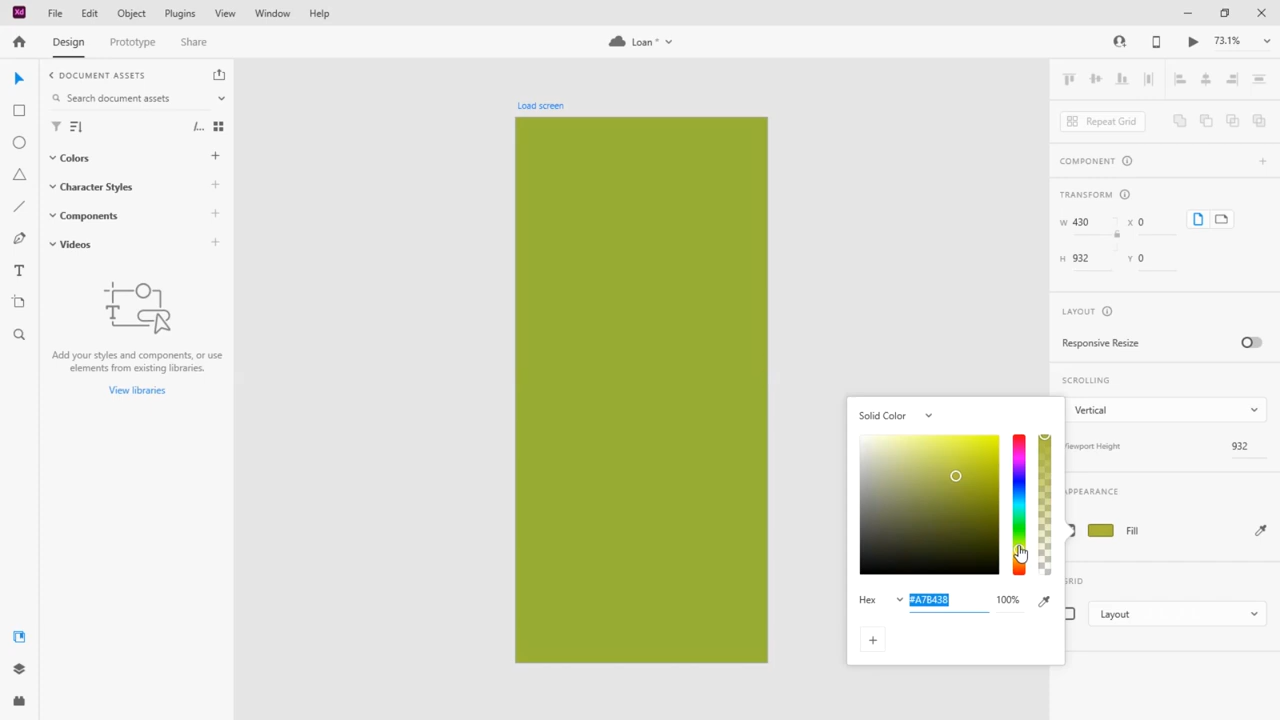 Xd File Edit Object Plugins View Window Help
Design Prototype Share Loan * 73.1%
DOCUMENT ASSETS
Search document assets
/...
Colors
Character Styles
Components
Videos
T
Add your styles and components, or use
elements from existing libraries.
View libraries
Load screen
Repeat Grid
COMPONENT
TRANSFORM
W 430 X 0
H 932 Y 0
LAYOUT
Responsive Resize
SCROLLING
Vertical
Viewport Height 932
APPEARANCE
Fill
GRID
Layout
Solid Color
Hex #A7B438 100%